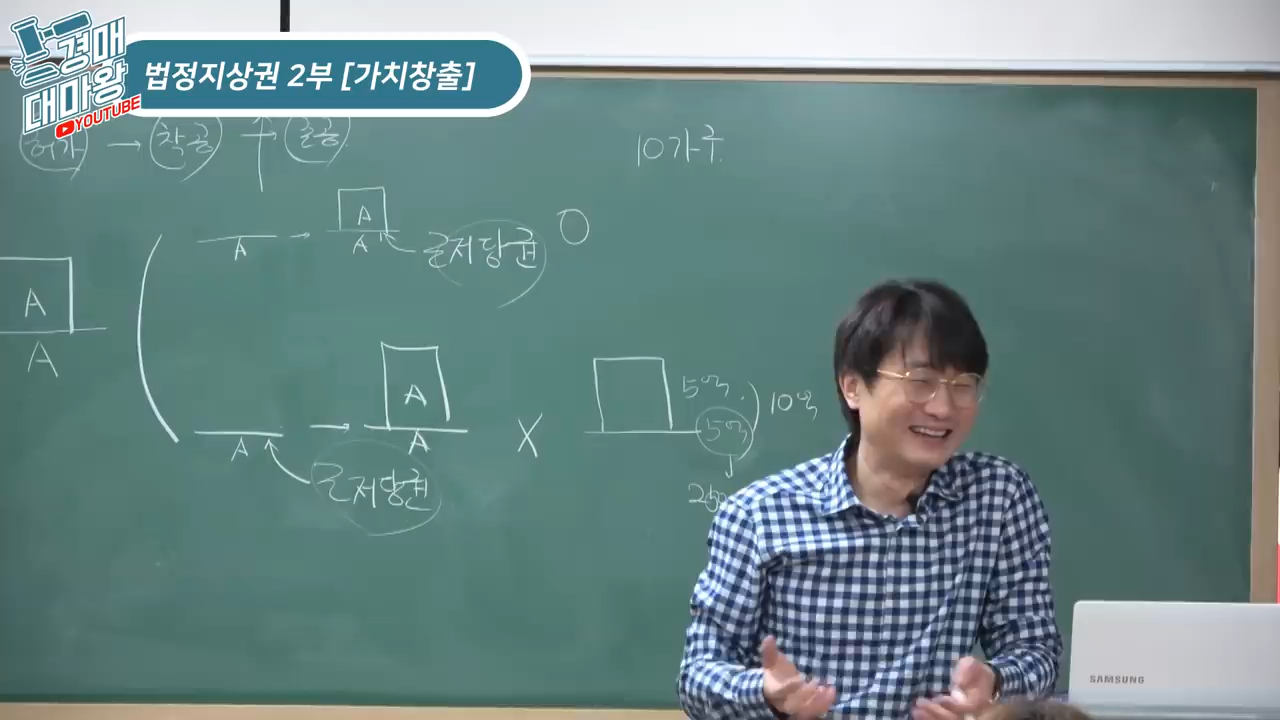 경매
대마왕
YOUTUBE
법정지상권 2부 [가치창출]
허가 → 착공 준공
10가구
A
A
근저당권
A
A
A
A
A
A
근저당권
X
5억
5억
10억
SAMSUNG